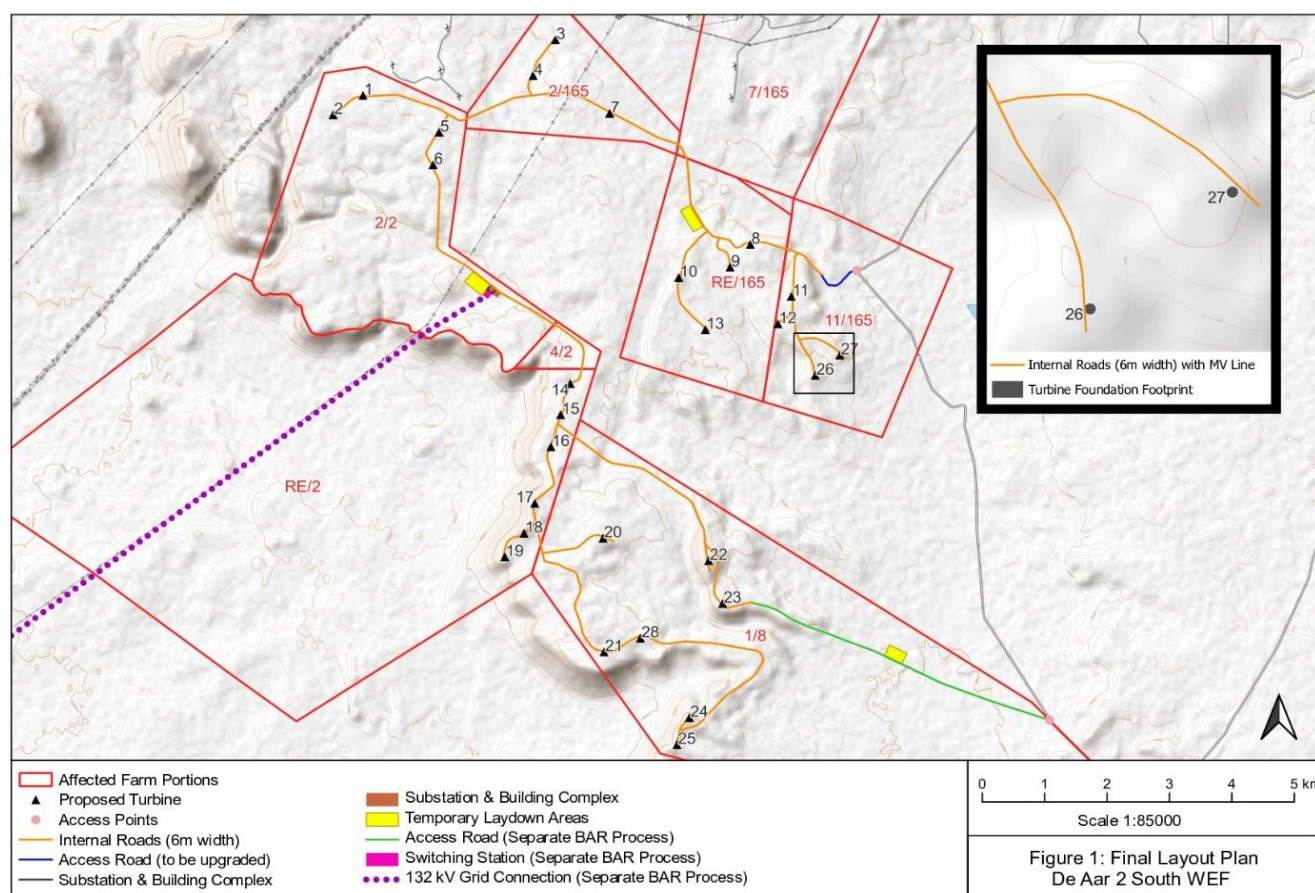 3
4
2/165
7/165
1
2
7
5
6
2/2
8
9
10
RE/165
11
12
11/165
13
27
26
4/2
14
15
16
RE/2
17
18
19
20
22
23
1/8
21
28
24
25
27
26
Internal Roads (6m width) with MV Line
Turbine Foundation Footprint
Affected Farm Portions
Proposed Turbine
Access Points
Internal Roads (6m width)
Access Road (to be upgraded)
Substation & Building Complex
Substation & Building Complex
Temporary Laydown Areas
Access Road (Separate BAR Process)
Switching Station (Separate BAR Process)
132 kV Grid Connection (Separate BAR Process)
0 1 2 3 4 5 km
Scale 1:85000
Figure 1: Final Layout Plan
De Aar 2 South WEF